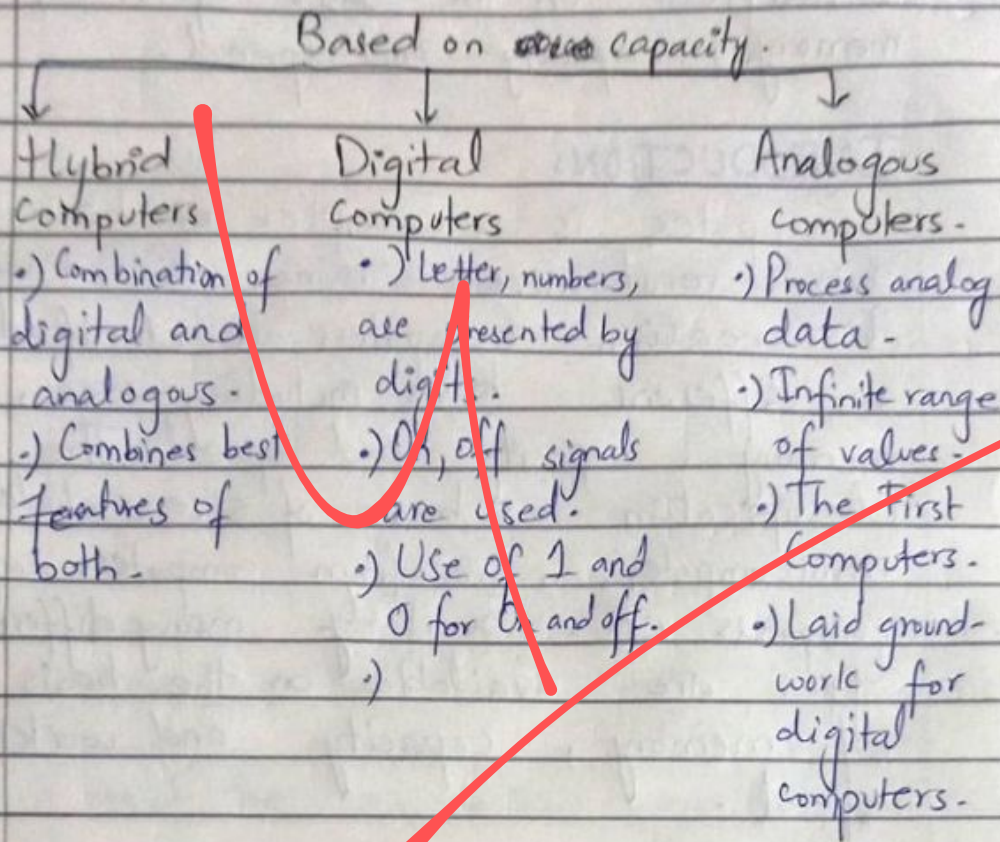 Based on capacity.
Hybrid
Computers
•) Combination of
digital and
analogous.
•) Combines best
features of
both.
Digital
Computers
•) Letter, numbers,
are presented by
digits.
•) On, off signals
are used.
•) Use of 1 and
0 for On and off.
•)
Analogous
computers.
•) Process analog
data.
•) Infinite range
of values.
•) The First
Computers.
•) Laid ground-
work for
digital
computers.